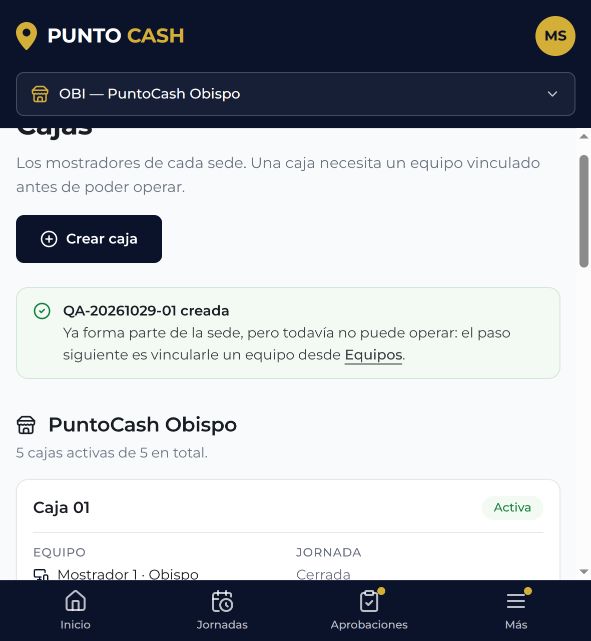 PUNTO CASH
MS
OBI — PuntoCash Obispo
Cajas
Los mostradores de cada sede. Una caja necesita un equipo vinculado
antes de poder operar.
Crear caja
QA-20261029-01 creada
Ya forma parte de la sede, pero todavía no puede operar: el paso
siguiente es vincularle un equipo desde Equipos.
PuntoCash Obispo
5 cajas activas de 5 en total.
Caja 01
Activa
EQUIPO
JORNADA
Mostrador 1 · Obispo
Cerrada
Inicio
Jornadas
Aprobaciones
Más